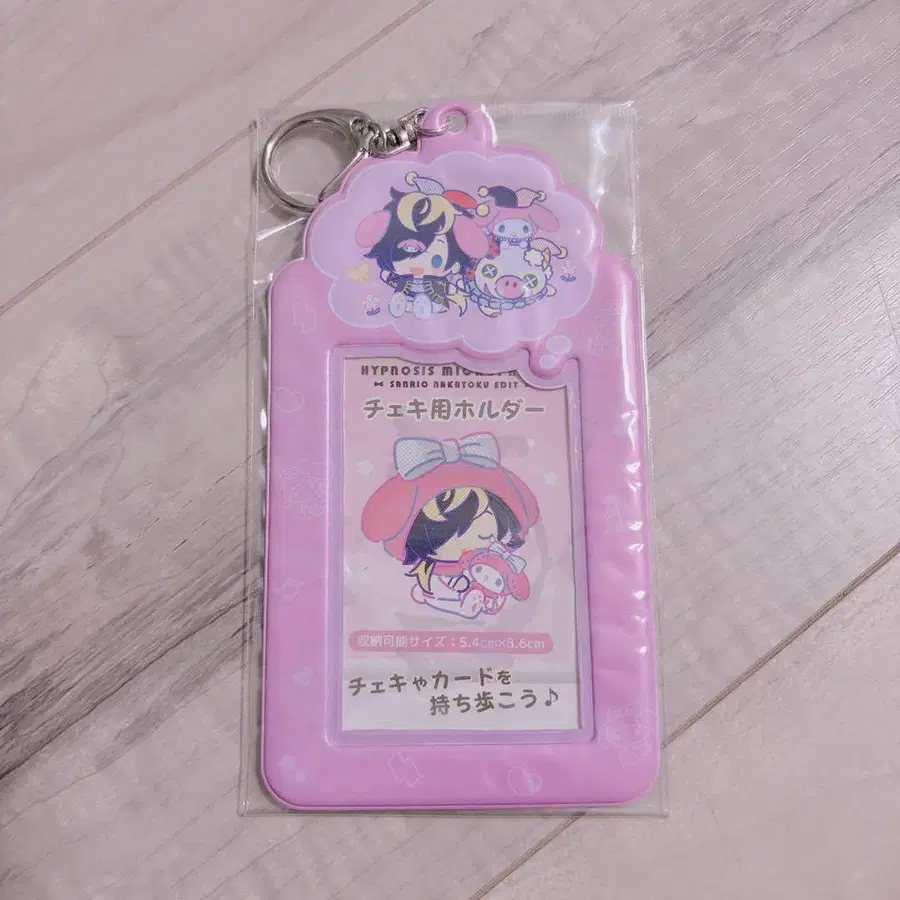 HYPNOSIS
SANRIO NAKAYOKU EDIT
チェキ用ホルダー
収納可能サイズ：5.4cm×8.6cm
チェキやカードを
持ち歩こう♪